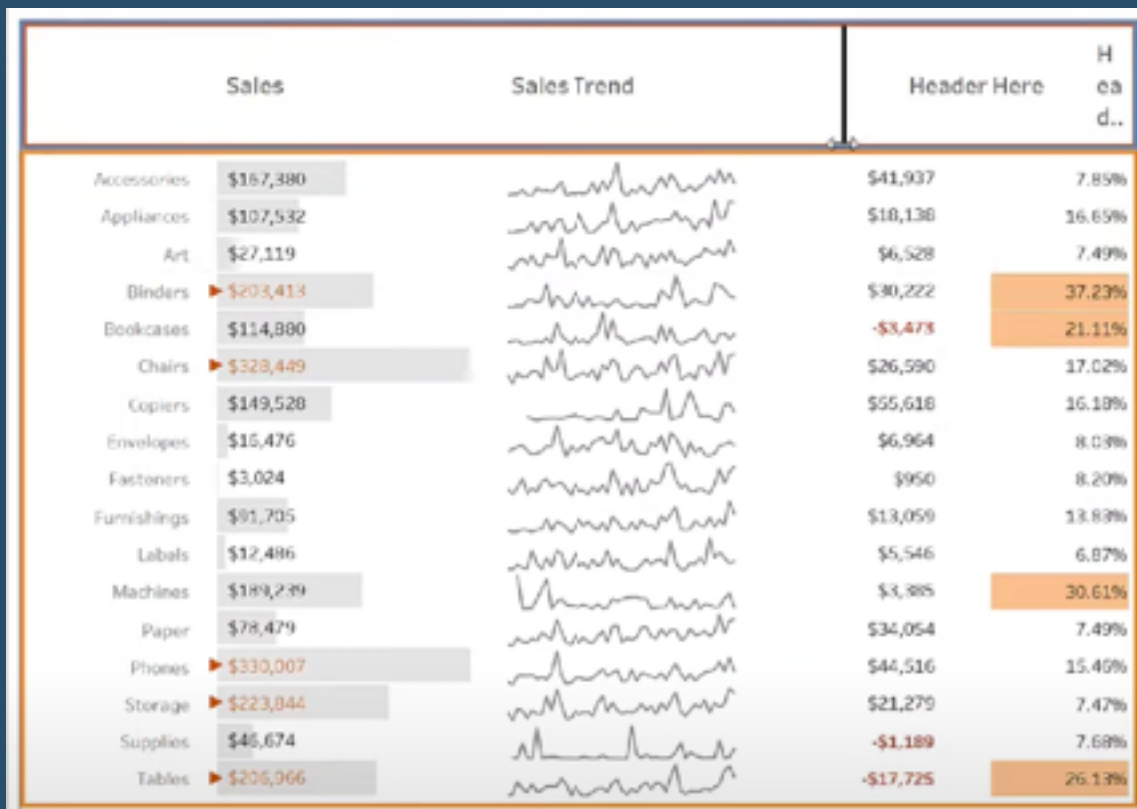 Sales Sales Trend Header Here Head..
Accessories $167,380 $41,937 7.85%
Appliances $107,532 $18,138 16.65%
Art $27,119 $6,528 7.49%
Binders $203,413 $30,222 37.23%
Bookcases $114,880 -$3,473 21.11%
Chairs $328,449 $26,590 17.02%
Copiers $149,528 $55,618 16.18%
Envelopes $16,476 $6,964 8.03%
Fasteners $3,024 $950 8.20%
Furnishings $91,705 $13,059 13.83%
Labels $12,486 $5,546 6.87%
Machines $189,239 $3,385 30.61%
Paper $78,479 $34,054 7.49%
Phones $330,007 $44,516 15.46%
Storage $223,844 $21,279 7.47%
Supplies $46,674 -$1,189 7.68%
Tables $206,966 -$17,725 26.13%